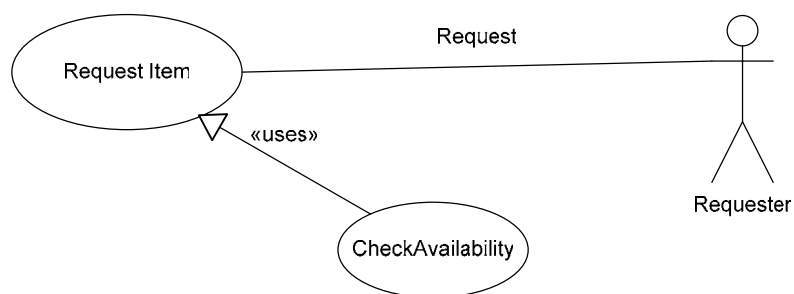 Request
Request Item
«uses»
Requester
CheckAvailability